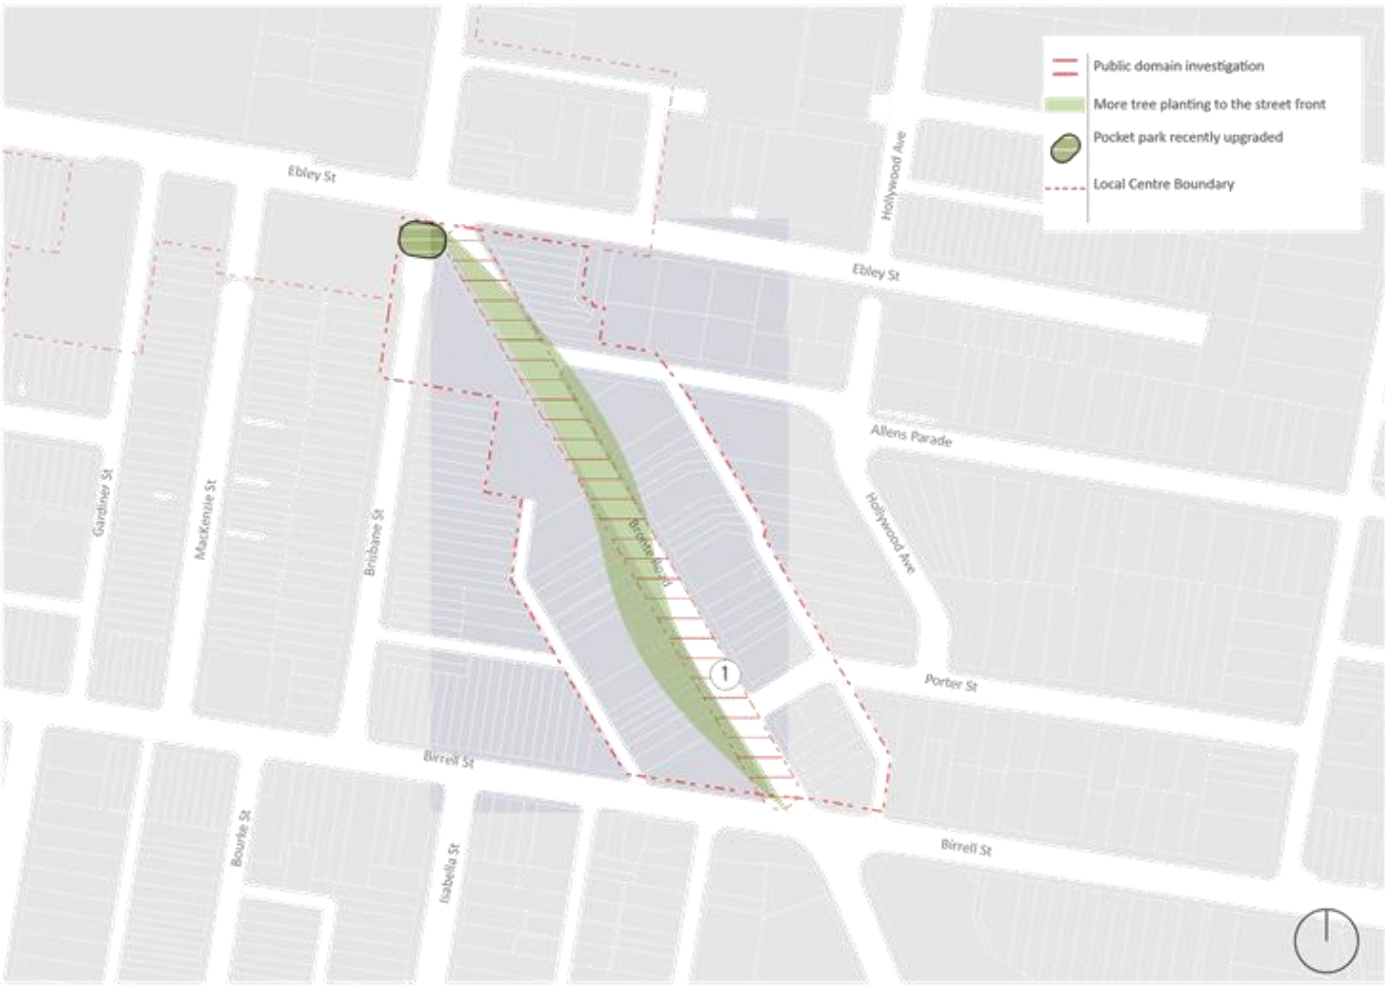 Public domain investigation
More tree planting to the street front
Pocket park recently upgraded
Local Centre Boundary
Ebley St
Hollywood Ave
Ebley St
Allens Parade
Gardiner St
MacKenzie St
Brisbane St
Hollywood Ave
Bronte Road
1
Porter St
Birrell St
Bourke St
Isabella St
Birrell St